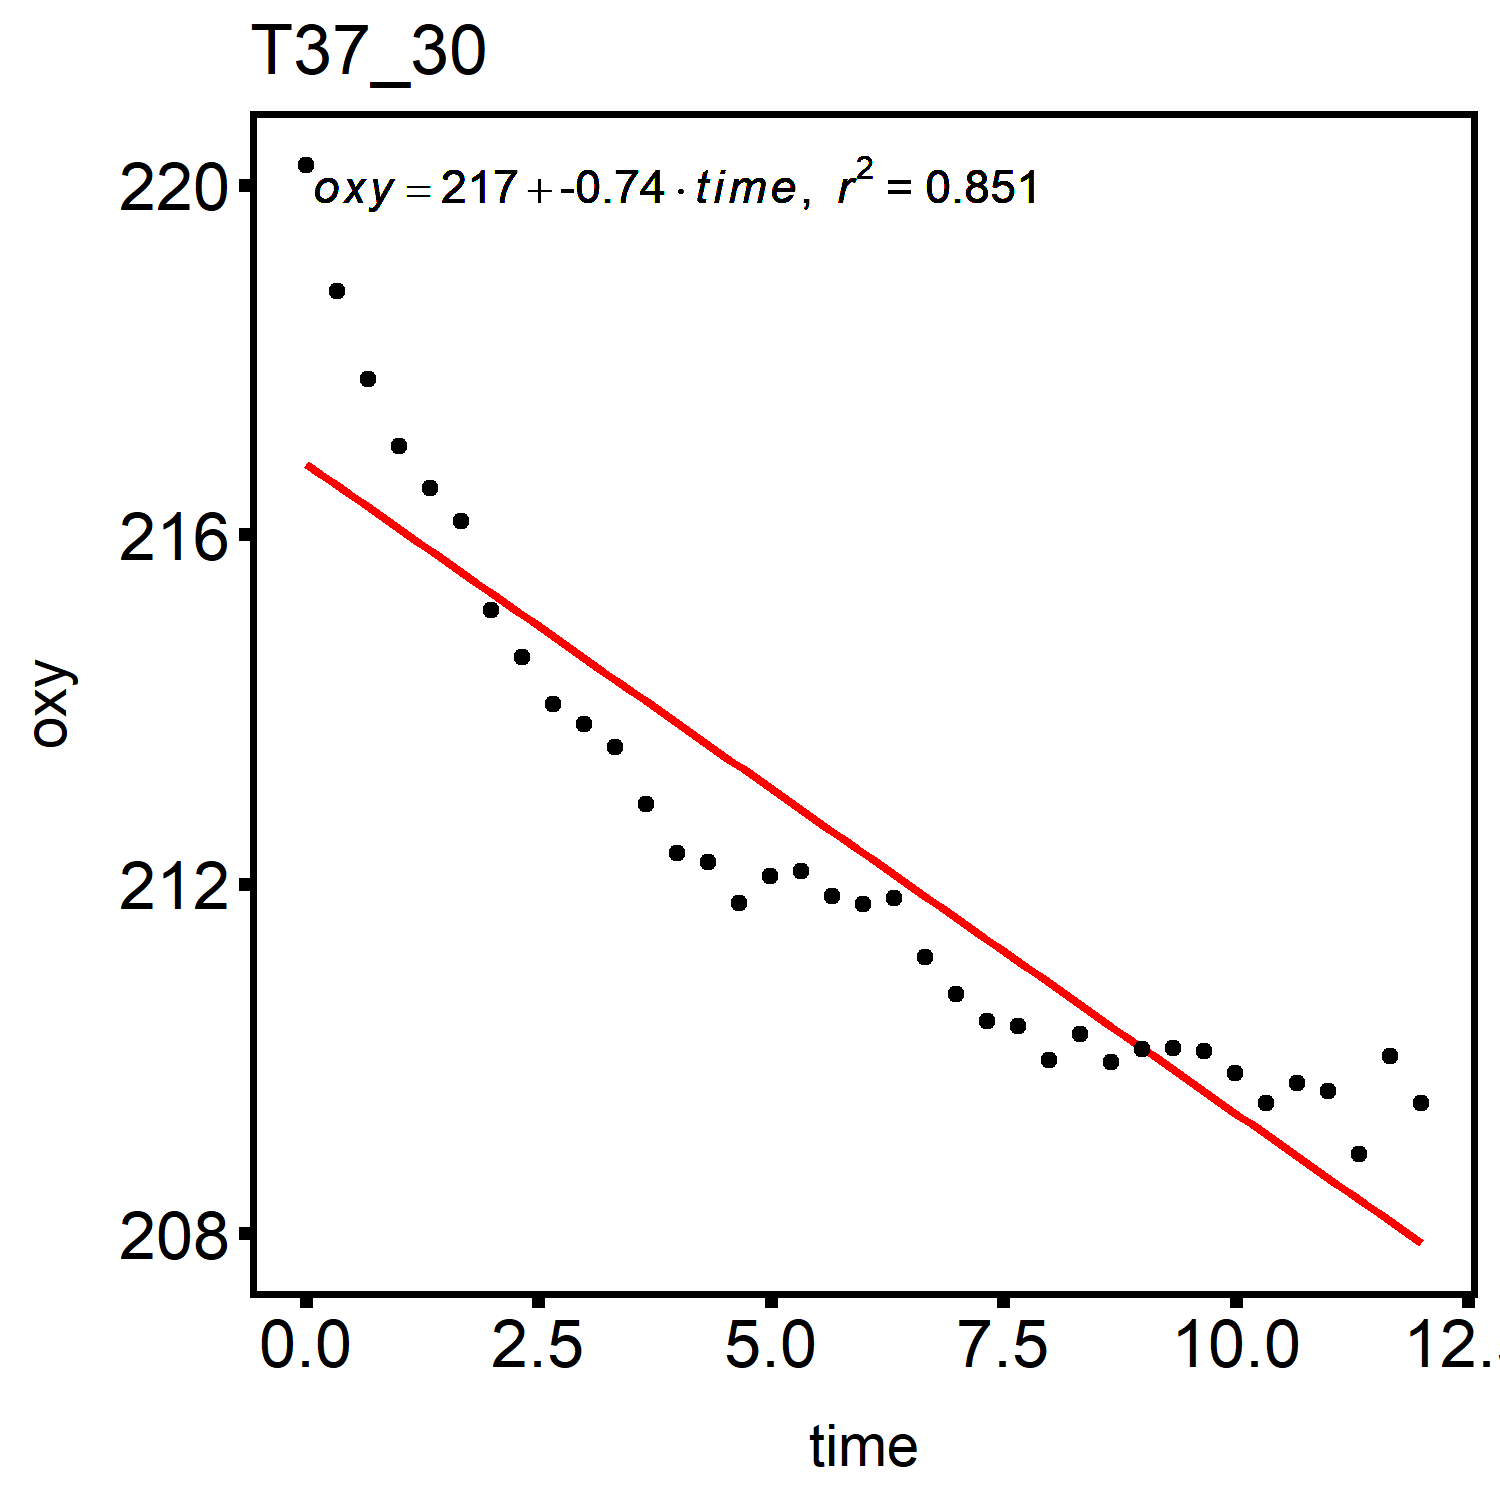 T37_30
oxy = 217 + -0.74 · time, r² = 0.851
220
216
212
208
oxy
0.0 2.5 5.0 7.5 10.0 12.
time